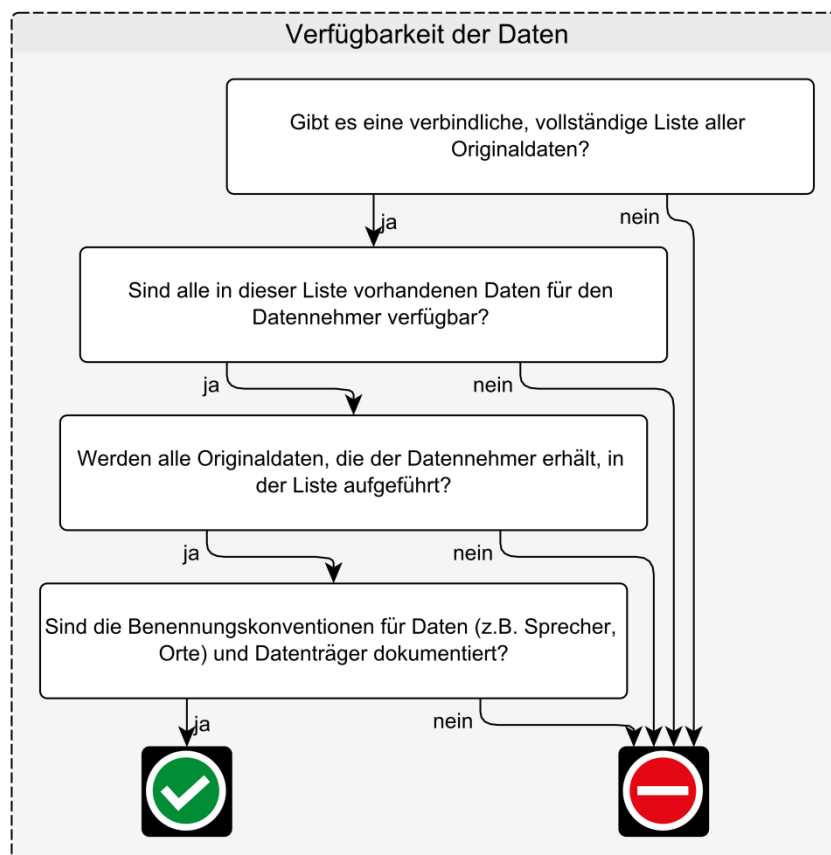 Verfügbarkeit der Daten
Gibt es eine verbindliche, vollständige Liste aller
Originaldaten?
ja
nein
Sind alle in dieser Liste vorhandenen Daten für den
Datennehmer verfügbar?
ja
nein
Werden alle Originaldaten, die der Datennehmer erhält, in
der Liste aufgeführt?
ja
nein
Sind die Benennungskonventionen für Daten (z.B. Sprecher,
Orte) und Datenträger dokumentiert?
ja
nein